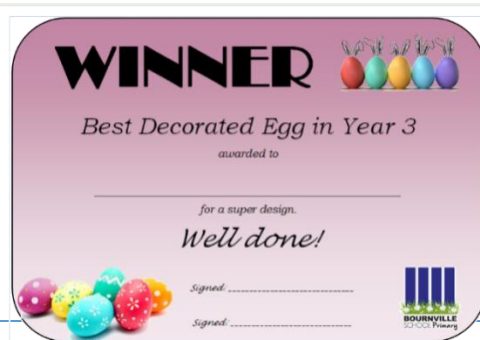 WINNER
Best Decorated Egg in Year 3
awarded to
for a super design.
Well done!
Signed:
Signed:
BOURNVILLE
SCHOOL Primary